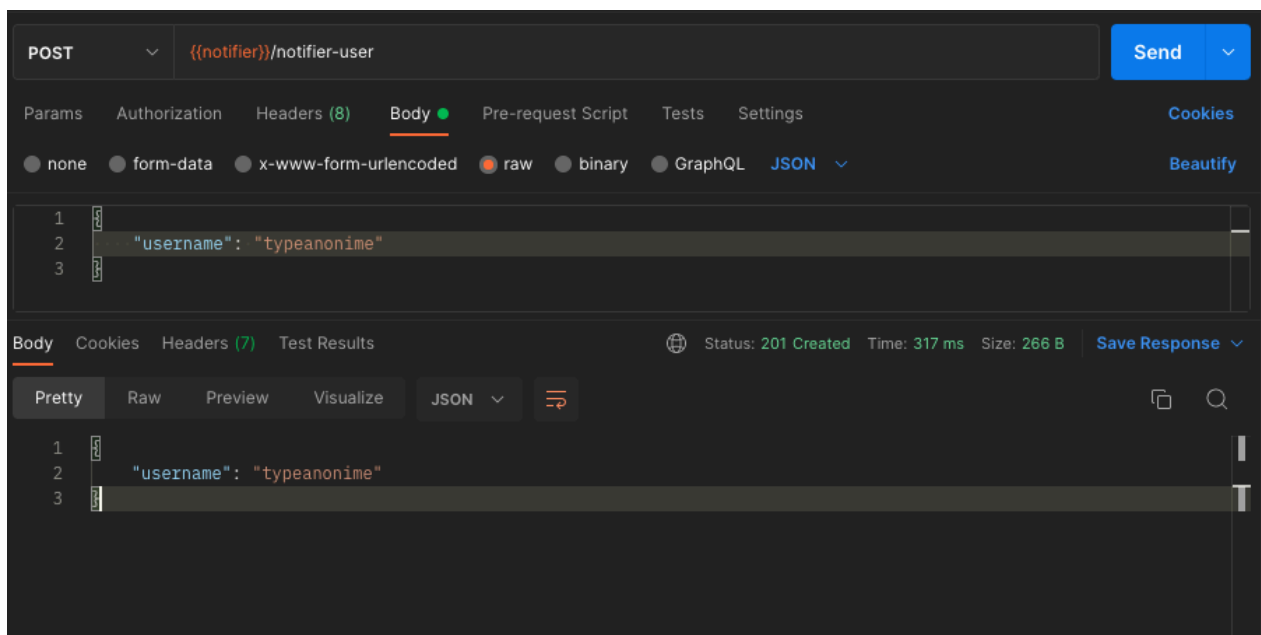 POST {{notifier}}/notifier-user Send
Params Authorization Headers (8) Body Pre-request Script Tests Settings Cookies
none form-data x-www-form-urlencoded raw binary GraphQL JSON Beautify
1 {
2 "username": "typeanonime"
3 }
Body Cookies Headers (7) Test Results Status: 201 Created Time: 317 ms Size: 266 B Save Response
Pretty Raw Preview Visualize JSON
1 {
2 "username": "typeanonime"
3 }